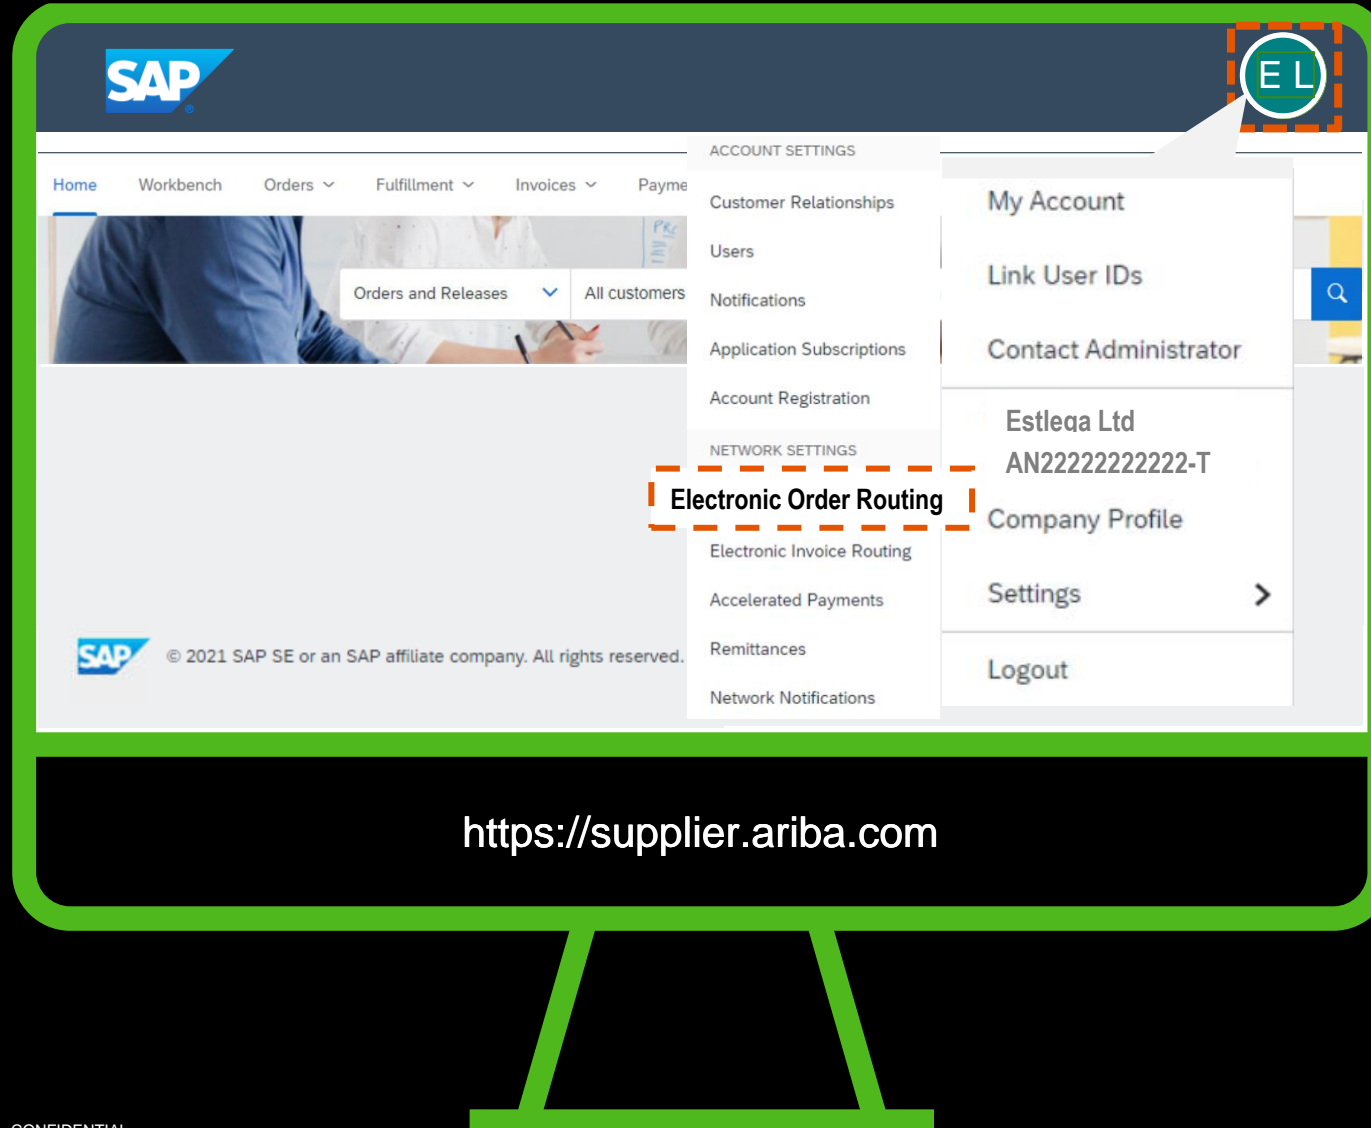 SAP
E L
Home Workbench Orders Fulfillment Invoices Payme
Orders and Releases All customers
ACCOUNT SETTINGS
Customer Relationships
Users
Notifications
Application Subscriptions
Account Registration
NETWORK SETTINGS
Electronic Order Routing
Electronic Invoice Routing
Accelerated Payments
Remittances
Network Notifications
My Account
Link User IDs
Contact Administrator
Estlega Ltd
AN22222222222-T
Company Profile
Settings
Logout
SAP © 2021 SAP SE or an SAP affiliate company. All rights reserved.
https://supplier.ariba.com
CONFIDENTIAL